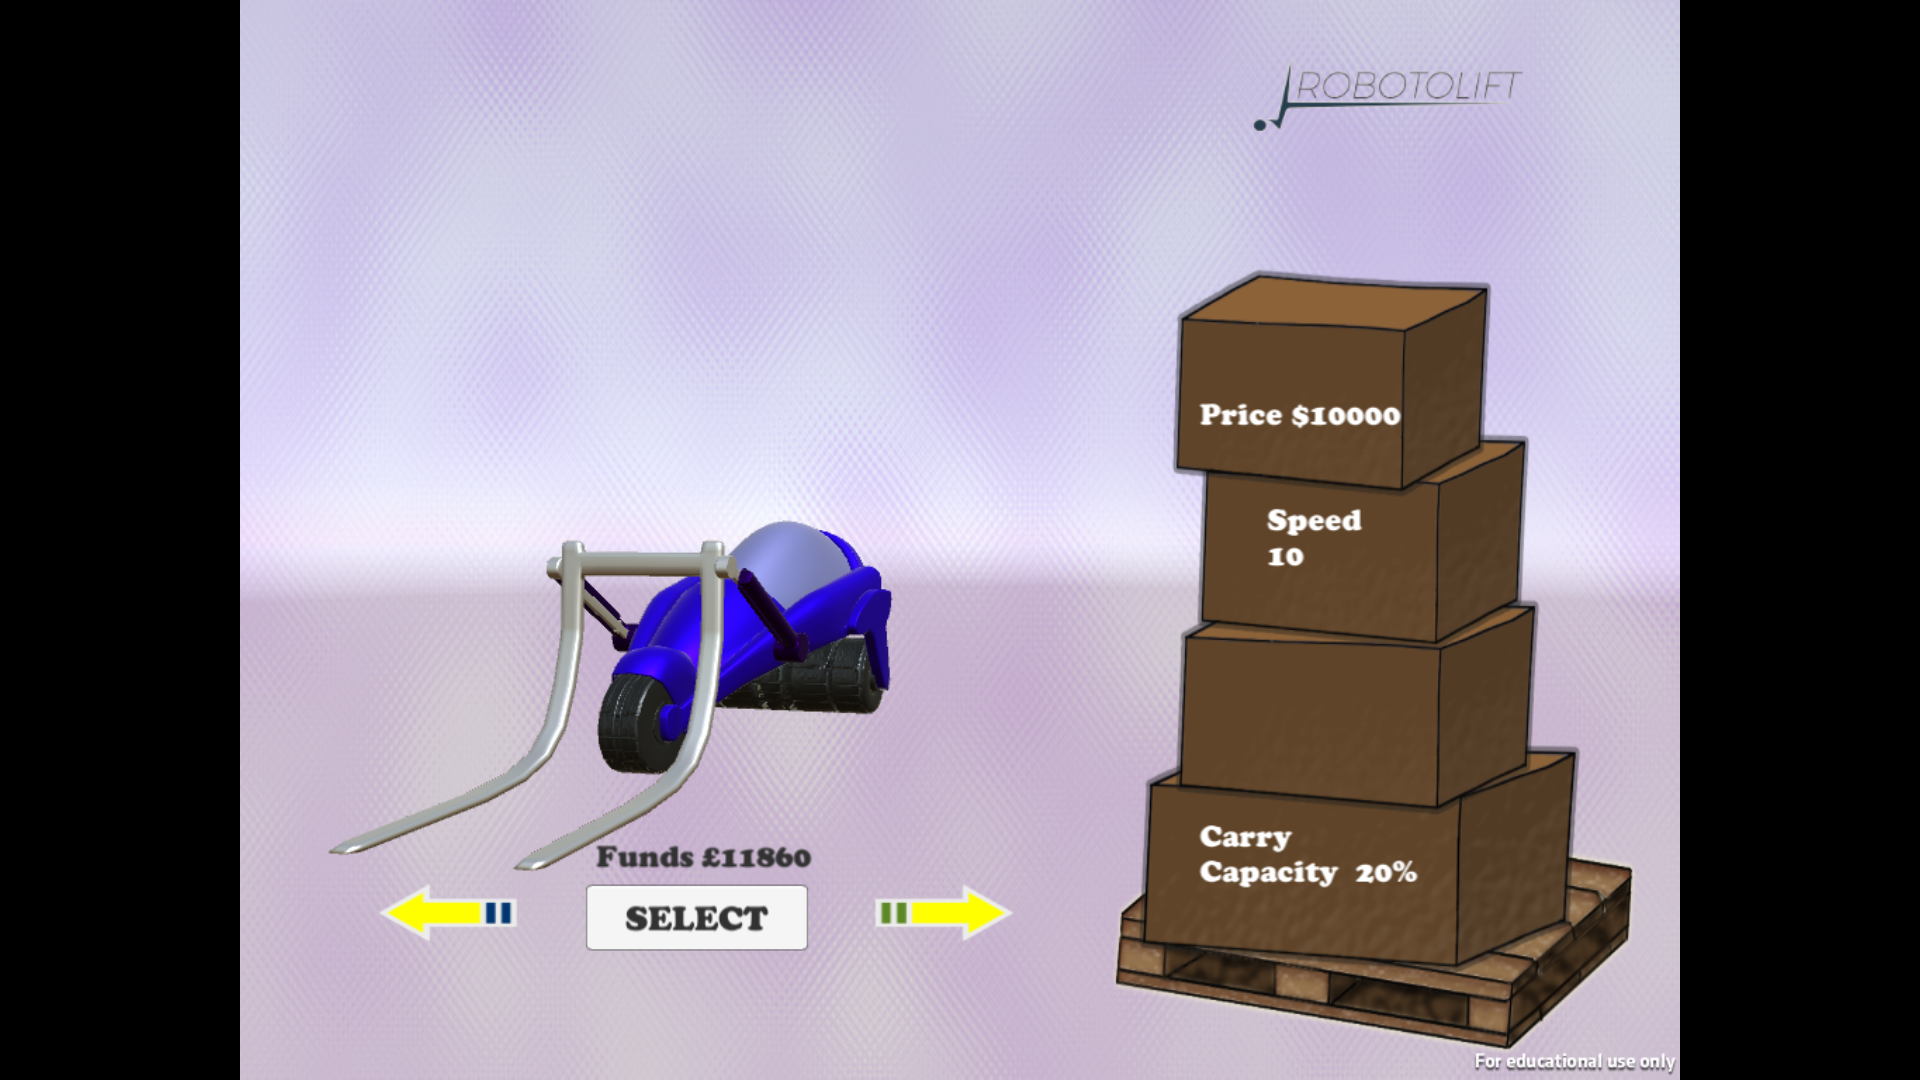 ROBOTOLIFT
Price $10000
Speed
10
Carry
Capacity 20%
Funds £11860
SELECT
For educational use only